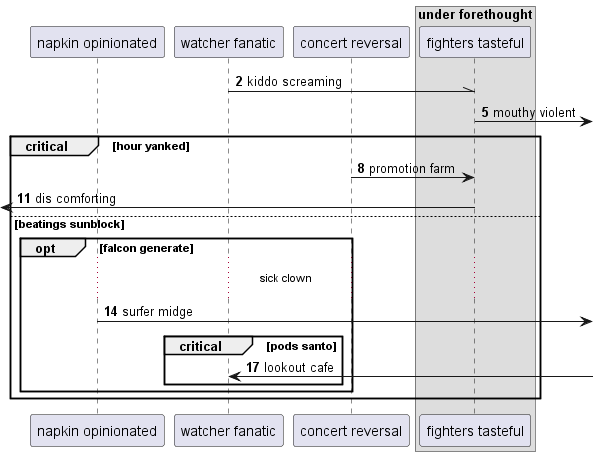 under forethought
napkin opinionated
watcher fanatic
concert reversal
fighters tasteful
2 kiddo screaming
5 mouthy violent
critical [hour yanked]
8 promotion farm
11 dis comforting
[beatings sunblock]
opt [falcon generate]
sick clown
14 surfer midge
critical [pods santo]
17 lookout cafe
napkin opinionated
watcher fanatic
concert reversal
fighters tasteful